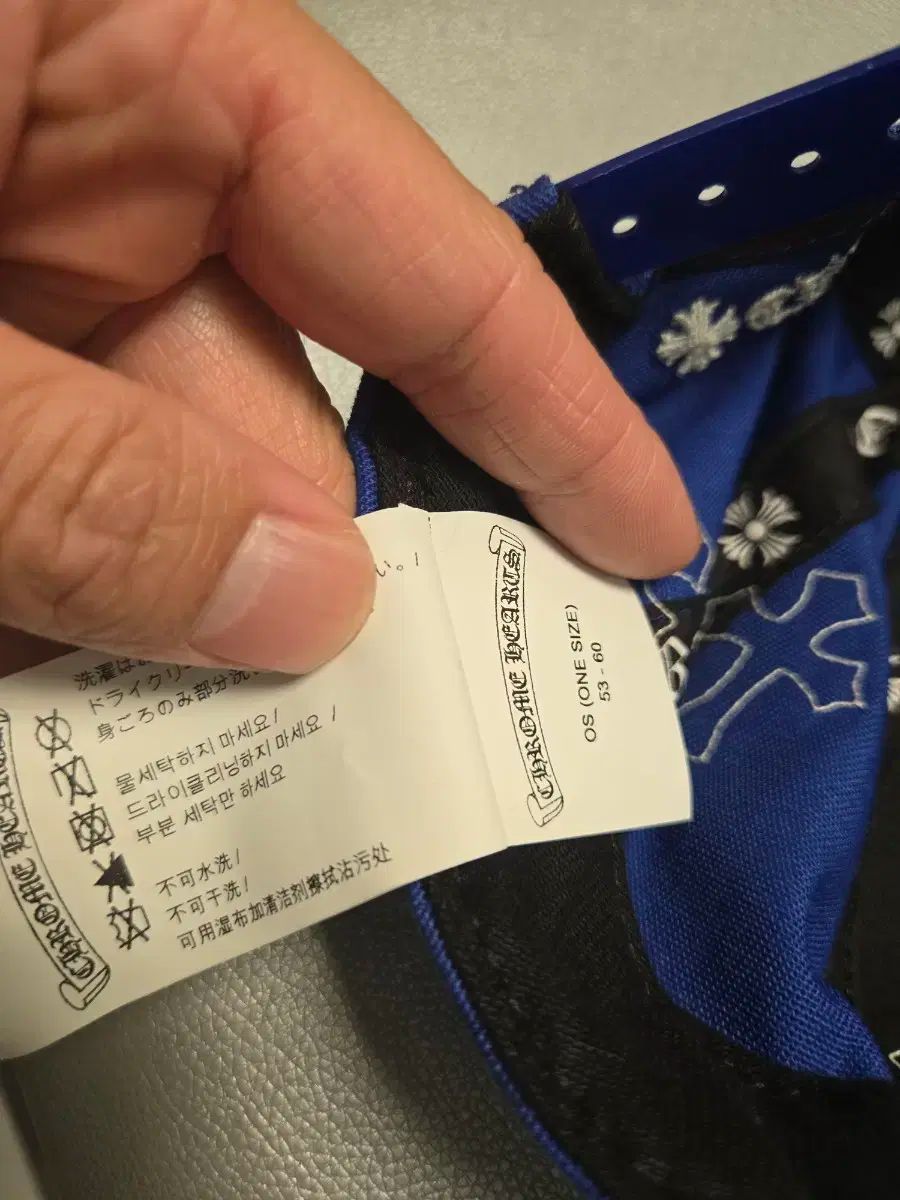 い。/
洗濯は
ドライクリ
身ごろのみ部分洗い
물세탁하지 마세요/
드라이클리닝하지 마세요 /
부분 세탁만 하세요
不可水洗/
不可干洗/
可用湿布加清洁剂擦拭沾污处
CHROME HEARTS
CHROME HEARTS
OS (ONE SIZE)
53 - 60